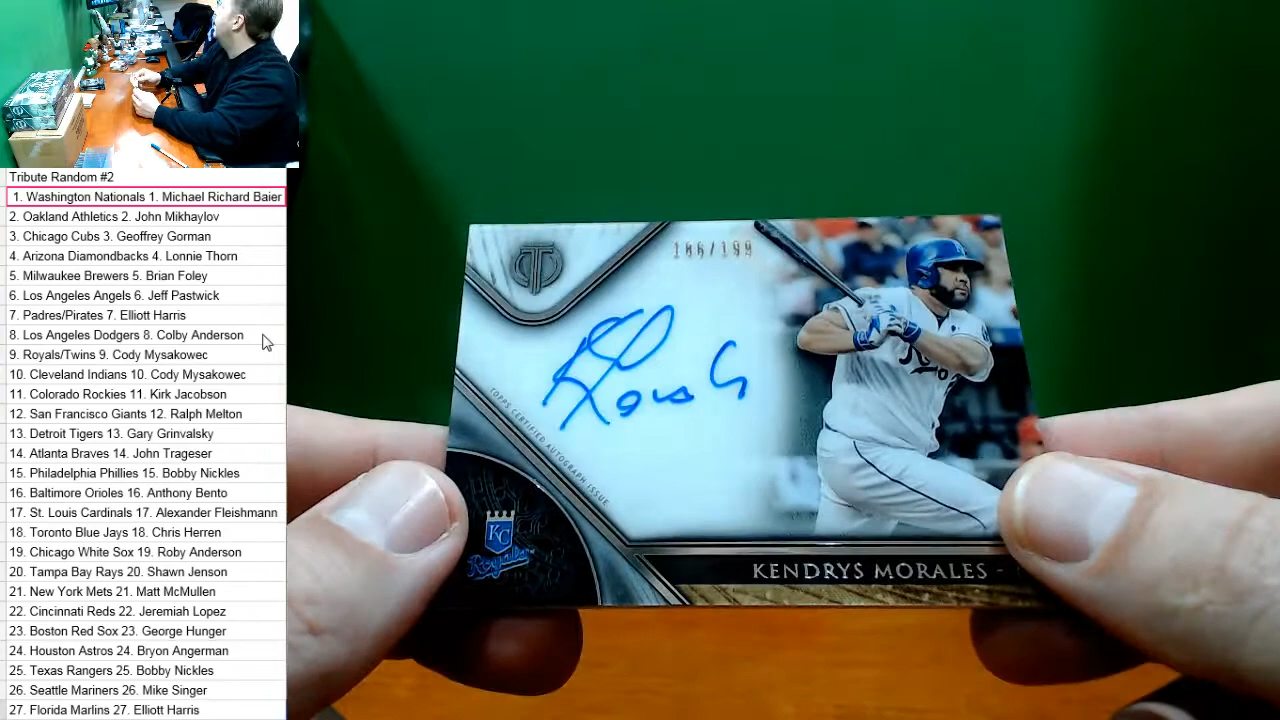 Tribute Random #2
1. Washington Nationals 1. Michael Richard Baier
2. Oakland Athletics 2. John Mikhaylov
3. Chicago Cubs 3. Geoffrey Gorman
4. Arizona Diamondbacks 4. Lonnie Thorn
5. Milwaukee Brewers 5. Brian Foley
6. Los Angeles Angels 6. Jeff Pastwick
7. Padres/Pirates 7. Elliott Harris
8. Los Angeles Dodgers 8. Colby Anderson
9. Royals/Twins 9. Cody Mysakowec
10. Cleveland Indians 10. Cody Mysakowec
11. Colorado Rockies 11. Kirk Jacobson
12. San Francisco Giants 12. Ralph Melton
13. Detroit Tigers 13. Gary Grinvalsky
14. Atlanta Braves 14. John Trageser
15. Philadelphia Phillies 15. Bobby Nickles
16. Baltimore Orioles 16. Anthony Bento
17. St. Louis Cardinals 17. Alexander Fleishmann
18. Toronto Blue Jays 18. Chris Herren
19. Chicago White Sox 19. Roby Anderson
20. Tampa Bay Rays 20. Shawn Jenson
21. New York Mets 21. Matt McMullen
22. Cincinnati Reds 22. Jeremiah Lopez
23. Boston Red Sox 23. George Hunger
24. Houston Astros 24. Bryon Angerman
25. Texas Rangers 25. Bobby Nickles
26. Seattle Mariners 26. Mike Singer
27. Florida Marlins 27. Elliott Harris
TOPPS CERTIFIED AUTOGRAPH ISSUE
KC
Royals
KENDRYS MORALES -